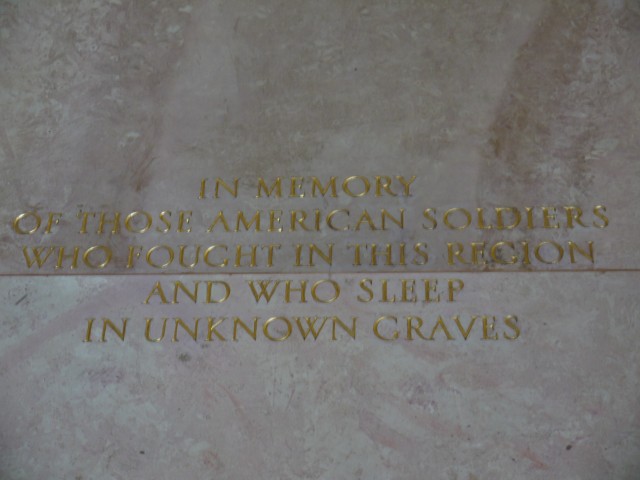 IN MEMORY
OF THOSE AMERICAN SOLDIERS
WHO FOUGHT IN THIS REGION
AND WHO SLEEP
IN UNKNOWN GRAVES